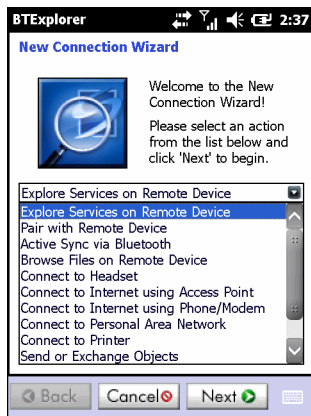 BTExplorer 2:37
New Connection Wizard
Welcome to the New
Connection Wizard!
Please select an action
from the list below and
click 'Next' to begin.
Explore Services on Remote Device
Explore Services on Remote Device
Pair with Remote Device
Active Sync via Bluetooth
Browse Files on Remote Device
Connect to Headset
Connect to Internet using Access Point
Connect to Internet using Phone/Modem
Connect to Personal Area Network
Connect to Printer
Send or Exchange Objects
Back Cancel Next